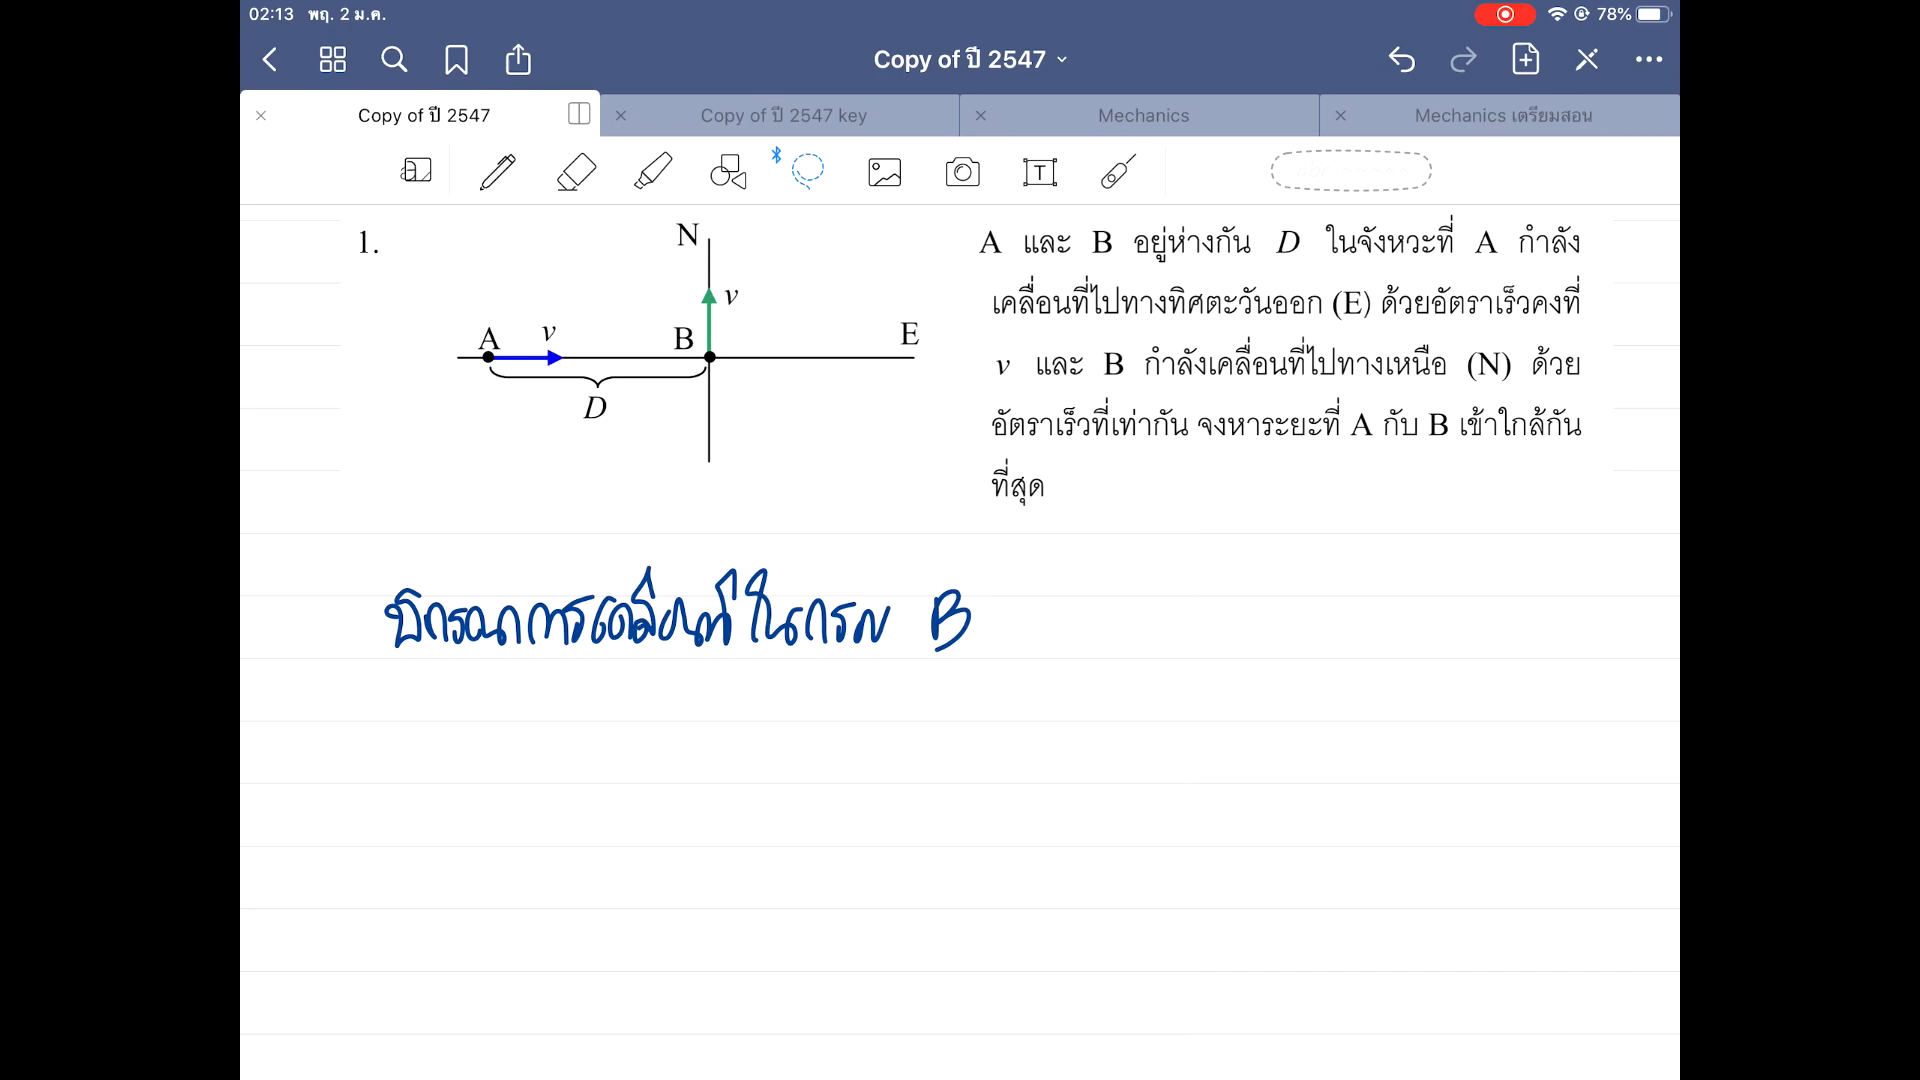 02:13 พฤ. 2 ม.ค.
78%
Copy of ปี 2547
Copy of ปี 2547
Copy of ปี 2547 key
Mechanics
Mechanics เตรียมสอน
1.
N
v
A
v
B
E
D
A และ B อยู่ห่างกัน D ในจังหวะที่ A กำลัง
เคลื่อนที่ไปทางทิศตะวันออก (E) ด้วยอัตราเร็วคงที่
v และ B กำลังเคลื่อนที่ไปทางเหนือ (N) ด้วย
อัตราเร็วที่เท่ากัน จงหาระยะที่ A กับ B เข้าใกล้กัน
ที่สุด
พิจารณาการเคลื่อนที่ในกรอบ B